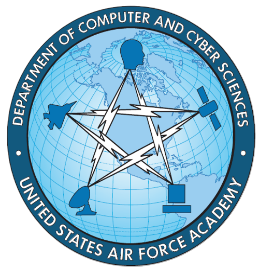 DEPARTMENT OF COMPUTER AND CYBER SCIENCES
UNITED STATES AIR FORCE ACADEMY